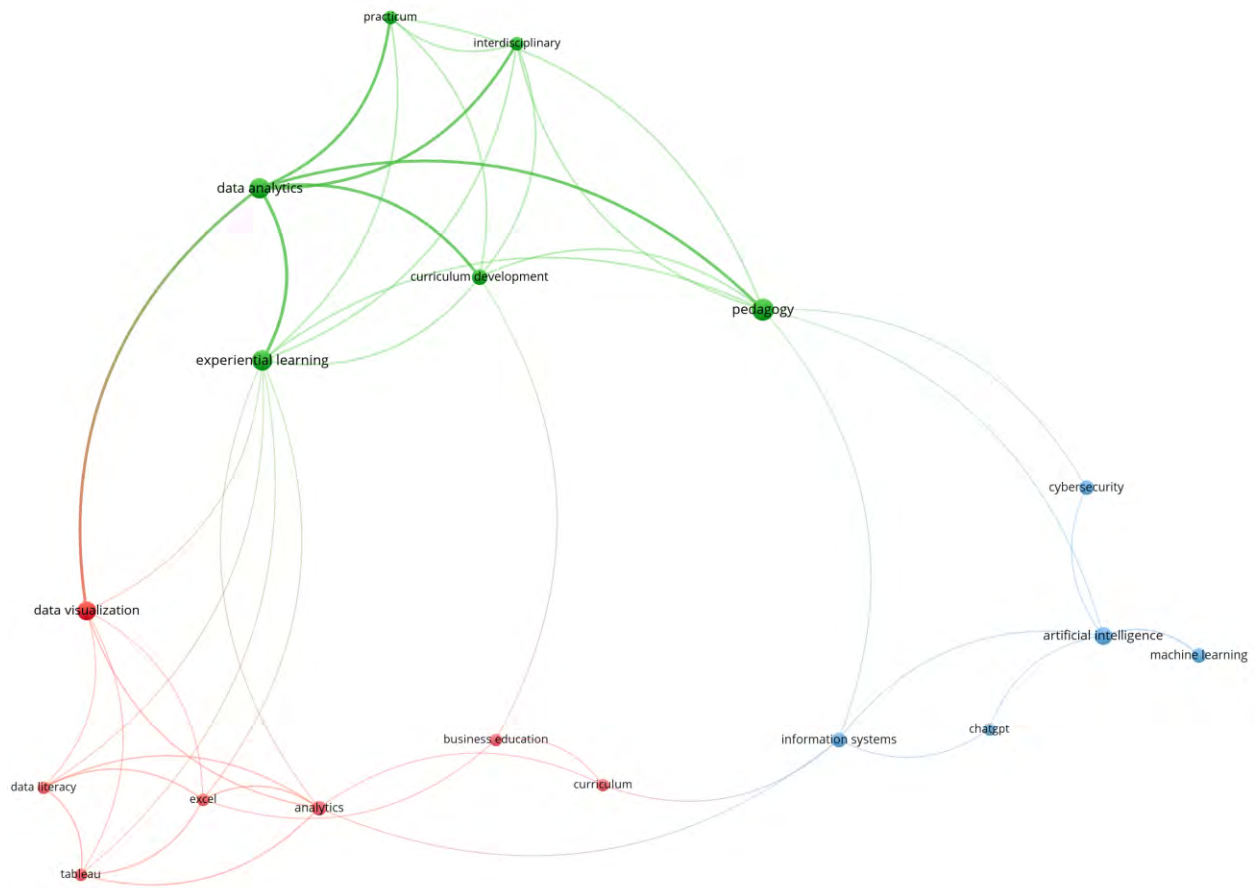 practicum
interdisciplinary
data analytics
curriculum development
pedagogy
experiential learning
cybersecurity
data visualization
artificial intelligence
machine learning
chatgpt
business education
information systems
curriculum
data literacy
excel
analytics
tableau